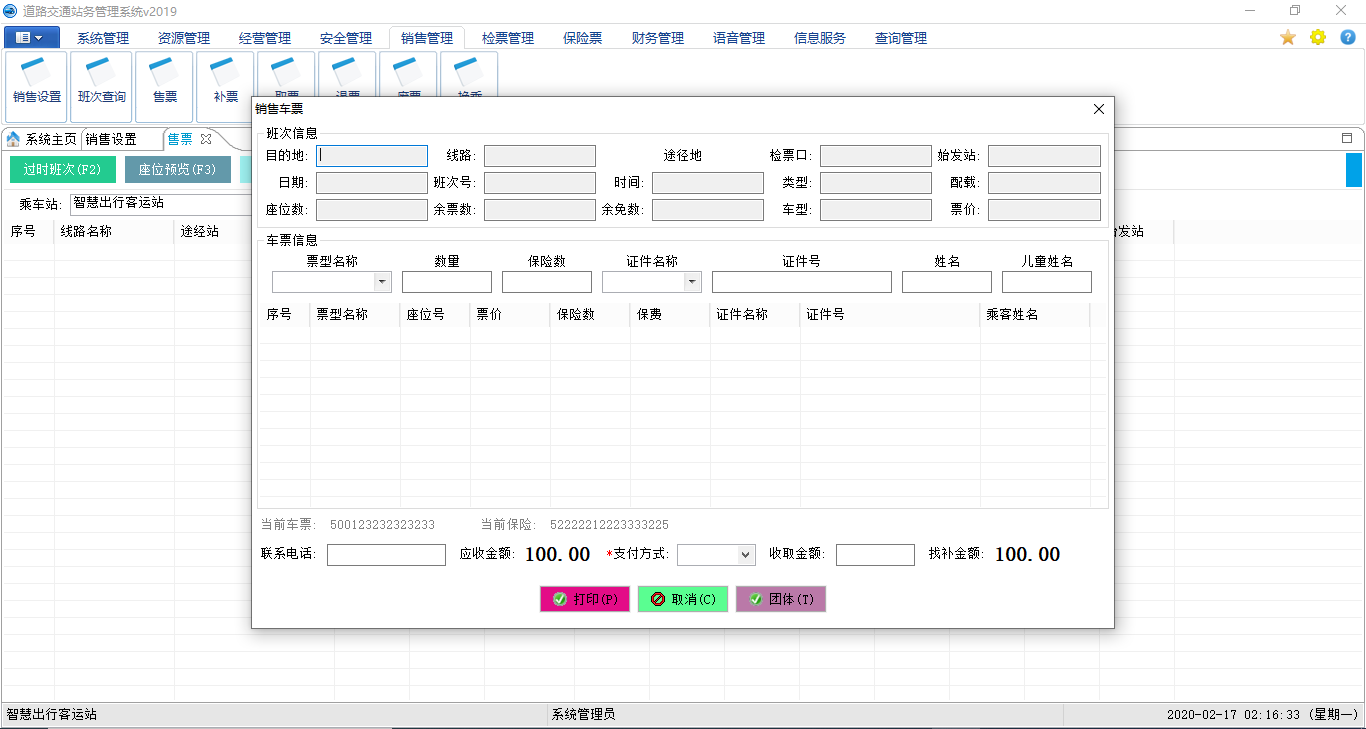 道路交通站务管理系统v2019
系统管理 资源管理 经营管理 安全管理 销售管理 检票管理 保险票 财务管理 语音管理 信息服务 查询管理
销售设置 班次查询 售票 补票
销售车票
系统主页 销售设置 售票
过时班次(F2) 座位预览(F3)
乘车站: 智慧出行客运站
序号 线路名称 途经站
班次信息
目的地: 线路: 途径地 检票口: 始发站:
日期: 班次号: 时间: 类型: 配载:
座位数: 余票数: 余免数: 车型: 票价:
发站
车票信息
票型名称 数量 保险数 证件名称 证件号 姓名 儿童姓名
序号 票型名称 座位号 票价 保险数 保费 证件名称 证件号 乘客姓名
当前车票: 500123232323233 当前保险: 52222212223333225
联系电话: 应收金额: 100.00 *支付方式: 收取金额: 找补金额: 100.00
打印(P) 取消(C) 团体(T)
智慧出行客运站 系统管理员 2020-02-17 02:16:33 (星期一)